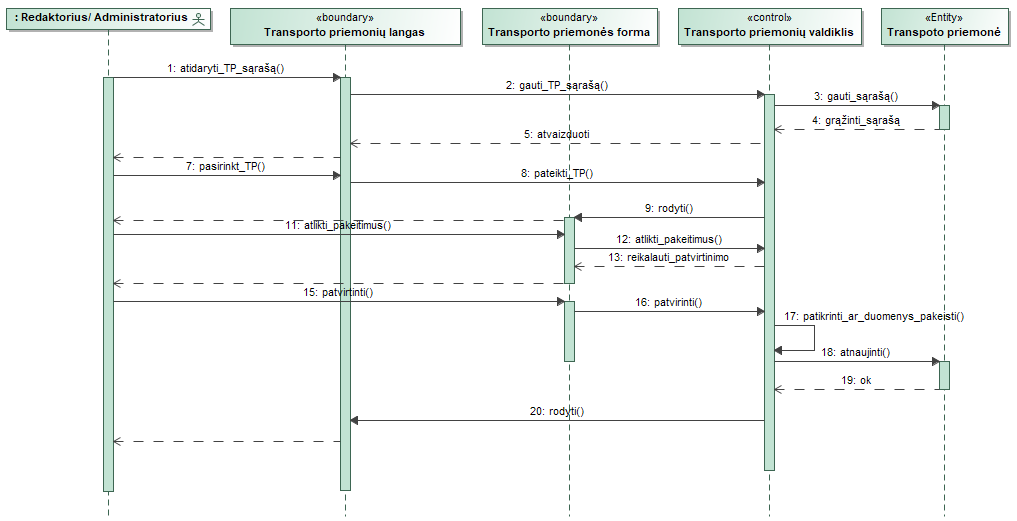 : Redaktorius/ Administratorius
«boundary»
Transporto priemonių langas
«boundary»
Transporto priemonės forma
«control»
Transporto priemonių valdiklis
«Entity»
Transpoto priemonė
1: atidaryti_TP_sąrašą()
2: gauti_TP_sąrašą()
3: gauti_sąrašą()
4: grąžinti_sąrašą
5: atvaizduoti
7: pasirinkt_TP()
8: pateikti_TP()
9: rodyti()
11: atlikti_pakeitimus()
12: atlikti_pakeitimus()
13: reikalauti_patvirtinimo
15: patvirtinti()
16: patvirinti()
17: patikrinti_ar_duomenys_pakeisti()
18: atnaujinti()
19: ok
20: rodyti()